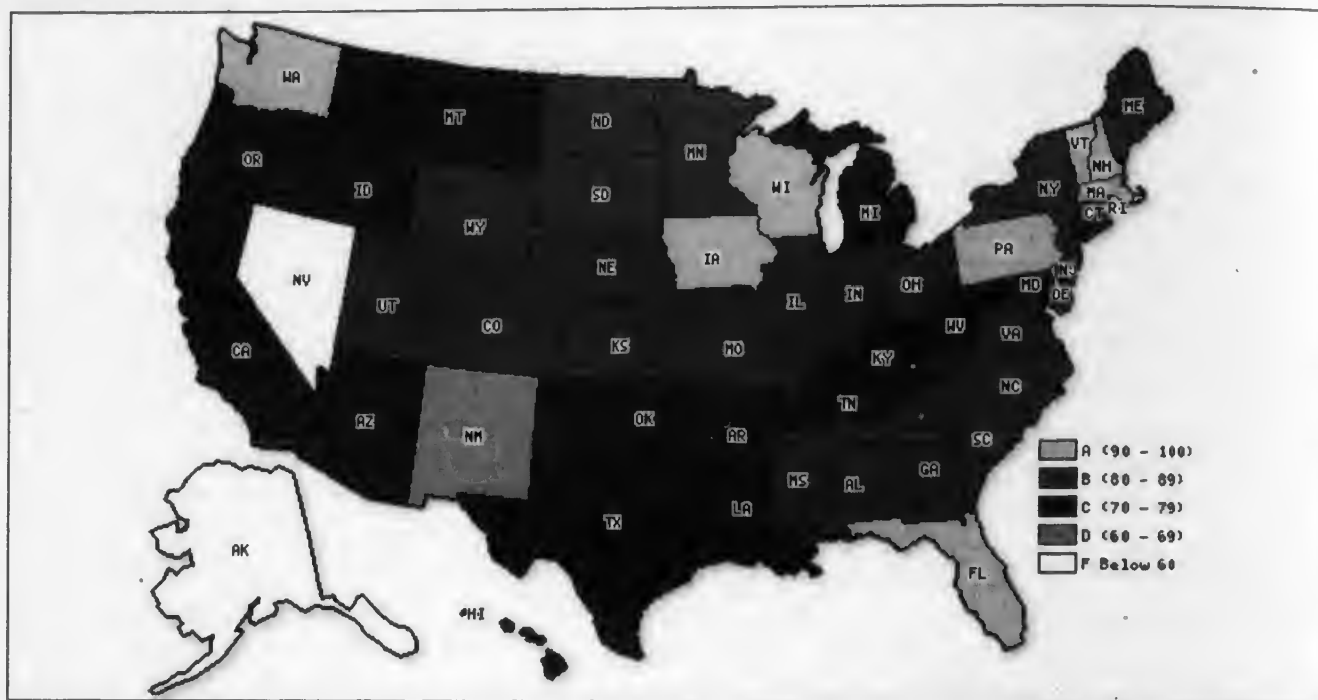 WA
MT
ND
ME
OR
MN
VT
NH
ID
SD
WI
NY
MA
MI
CT
R·I
WY
PA
NV
NE
IA
NJ
UT
OH
MD
DE
IL
IN
CO
WV
VA
CA
KS
MO
KY
NC
TN
AZ
NM
OK
AR
SC
GA
MS
AL
LA
TX
A (90 - 100)
B (80 - 89)
C (70 - 79)
D (60 - 69)
F Below 60
AK
FL
HI